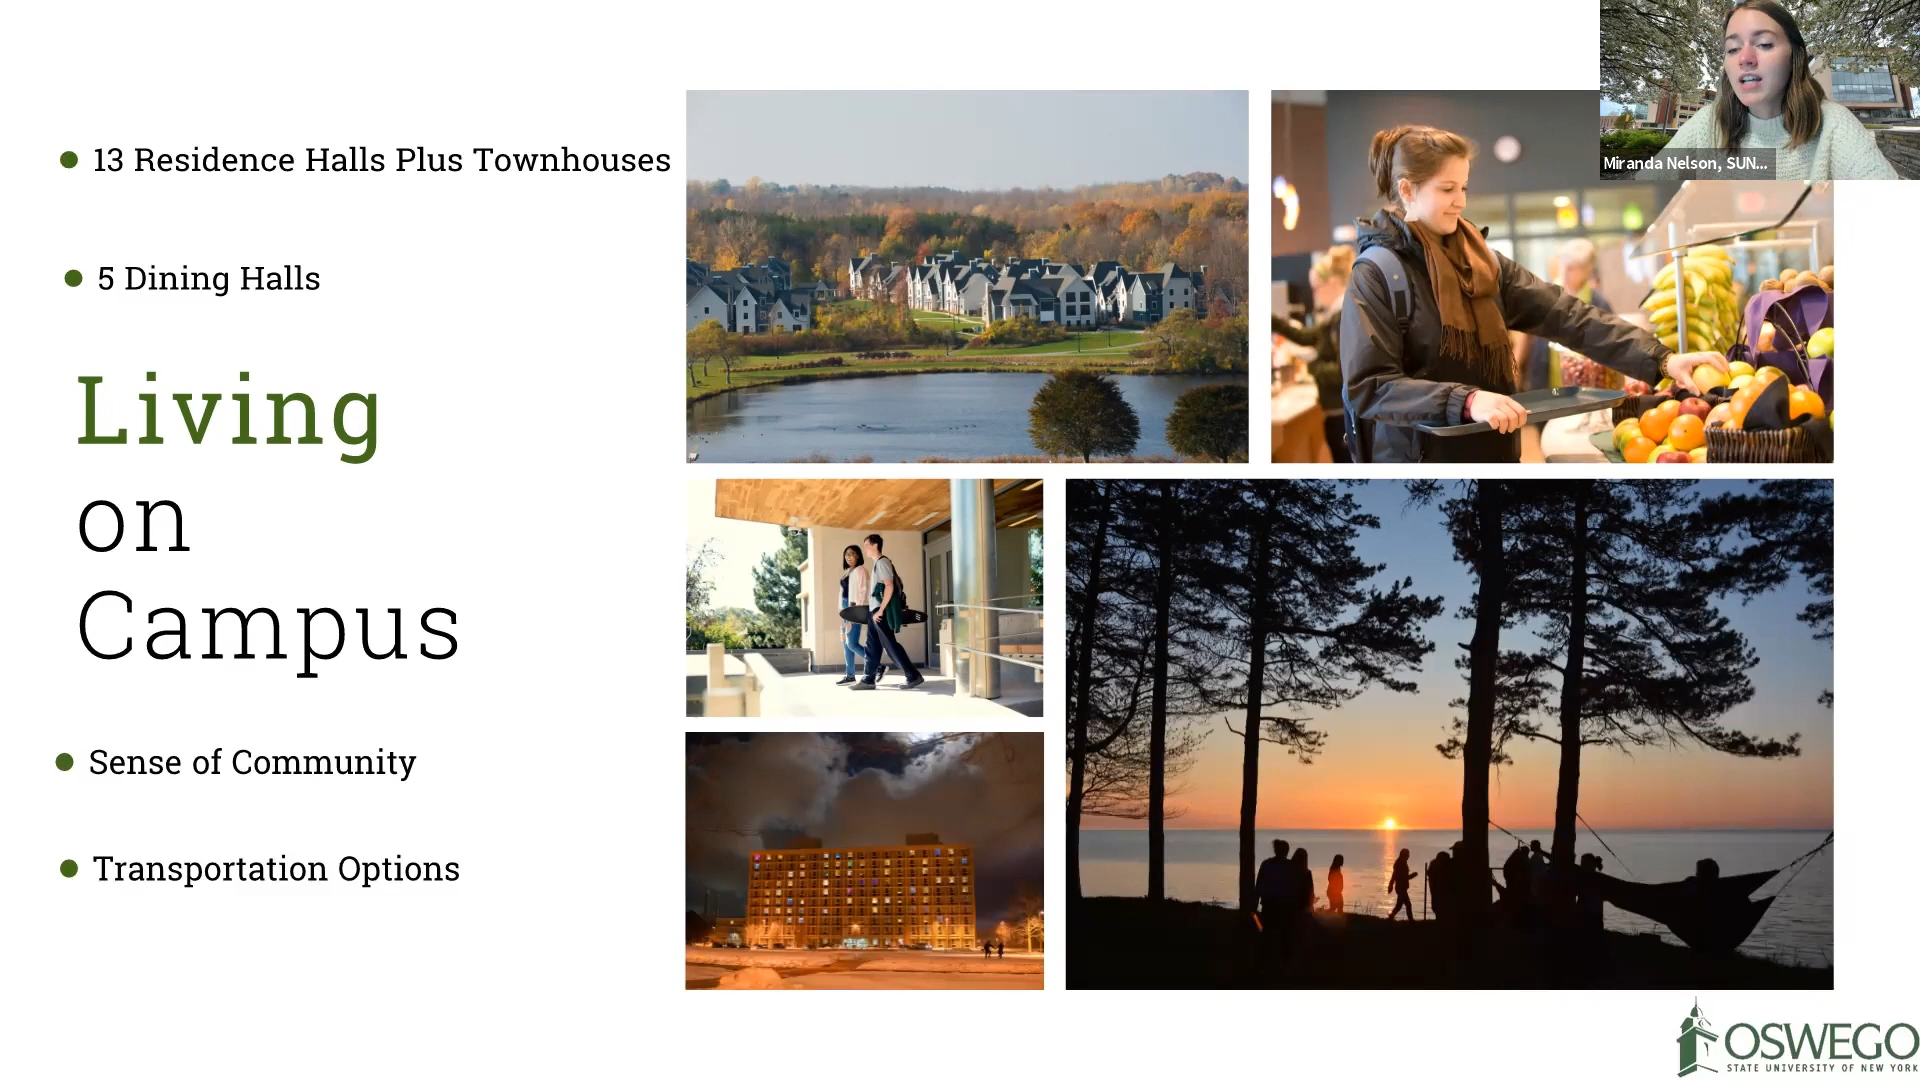 13 Residence Halls Plus Townhouses
5 Dining Halls
Living
on
Campus
Sense of Community
Transportation Options
Miranda Nelson, SUN...
OSWEGO
STATE UNIVERSITY OF NEW YORK